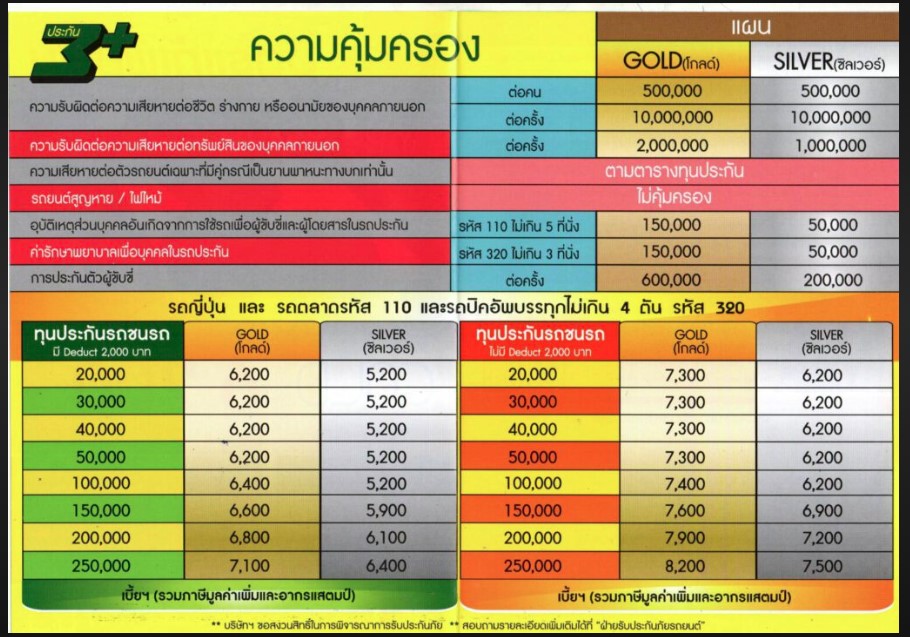 ประกัน
3+
ความคุ้มครอง
แผน
GOLD(โกลด์) SILVER(ซิลเวอร์)
ความรับผิดต่อความเสียหายต่อชีวิต ร่างกาย หรืออนามัยของบุคคลภายนอก
ต่อคน 500,000 500,000
ต่อครั้ง 10,000,000 10,000,000
ความรับผิดต่อความเสียหายต่อทรัพย์สินของบุคคลภายนอก ต่อครั้ง 2,000,000 1,000,000
ความเสียหายต่อตัวรถยนต์เฉพาะที่มีคู่กรณีเป็นยานพาหนะทางบกเท่านั้น ตามตารางทุนประกัน
รถยนต์สูญหาย / ไฟไหม้ ไม่คุ้มครอง
อุบัติเหตุส่วนบุคคลอันเกิดจากการใช้รถเพื่อผู้ขับขี่และผู้โดยสารในรถประกัน รหัส 110 ไม่เกิน 5 ที่นั่ง 150,000 50,000
ค่ารักษาพยาบาลเพื่อบุคคลในรถประกัน รหัส 320 ไม่เกิน 3 ที่นั่ง 150,000 50,000
การประกันตัวผู้ขับขี่ ต่อครั้ง 600,000 200,000
รถญี่ปุ่น และ รถตลาดรหัส 110 และรถปิคอัพบรรทุกไม่เกิน 4 ตัน รหัส 320
ทุนประกันรถชนรถ GOLD SILVER ทุนประกันรถชนรถ GOLD SILVER
มี Deduct 2,000 บาท (โกลด์) (ซิลเวอร์) ไม่มี Deduct 2,000 บาท (โกลด์) (ซิลเวอร์)
20,000 6,200 5,200 20,000 7,300 6,200
30,000 6,200 5,200 30,000 7,300 6,200
40,000 6,200 5,200 40,000 7,300 6,200
50,000 6,200 5,200 50,000 7,300 6,200
100,000 6,400 5,200 100,000 7,400 6,200
150,000 6,600 5,900 150,000 7,600 6,900
200,000 6,800 6,100 200,000 7,900 7,200
250,000 7,100 6,400 250,000 8,200 7,500
เบี้ยฯ (รวมภาษีมูลค่าเพิ่มและอากรแสตมป์) เบี้ยฯ (รวมภาษีมูลค่าเพิ่มและอากรแสตมป์)
** บริษัทฯ ขอสงวนสิทธิ์ในการพิจารณาการรับประกันภัย ** สอบถามรายละเอียดเพิ่มเติมได้ที่ "ฝ่ายรับประกันภัยรถยนต์"